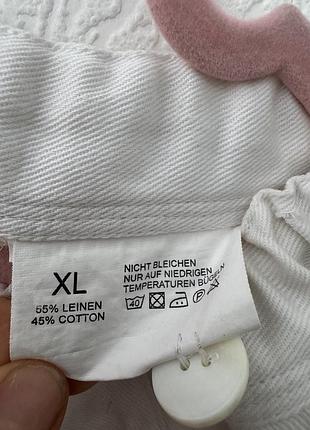 XL
55% LEINEN
45% COTTON
NICHT BLEICHEN
NUR AUF NIEDRIGEN
TEMPERATUREN BÜGELN
40 P